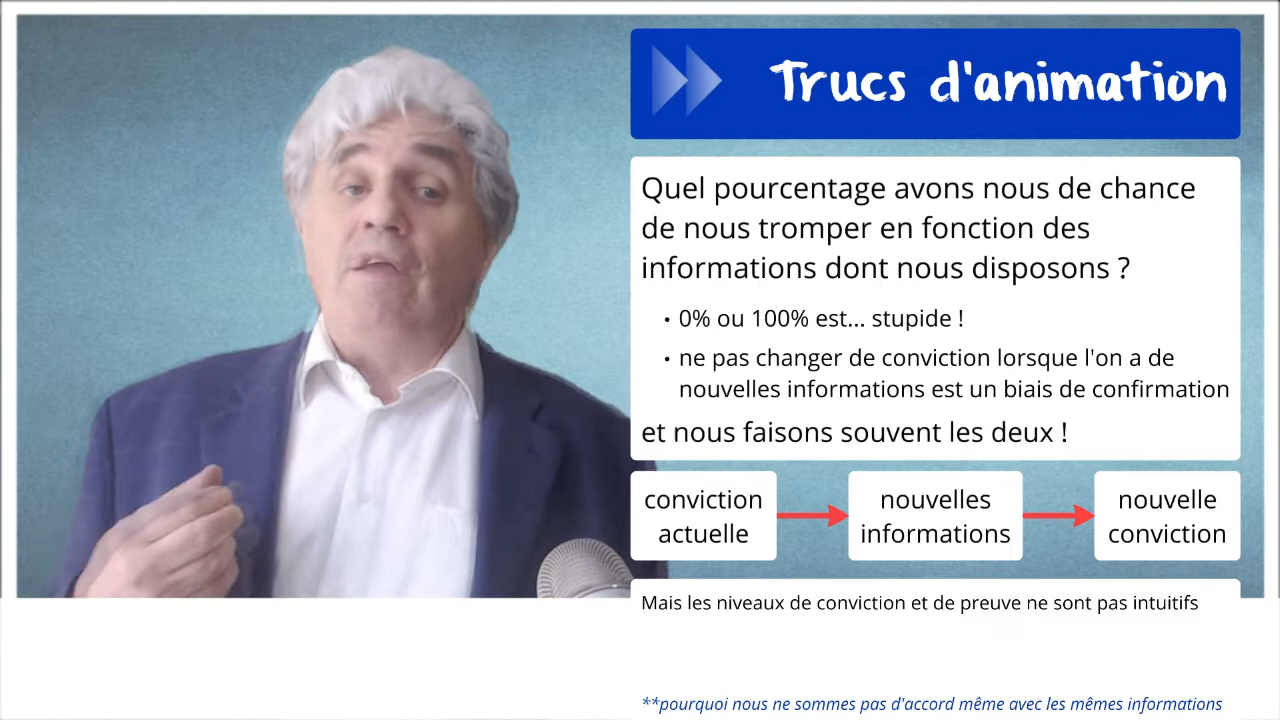 Trucs d'animation
Quel pourcentage avons nous de chance
de nous tromper en fonction des
informations dont nous disposons ?
• 0% ou 100% est... stupide !
• ne pas changer de conviction lorsque l'on a de
nouvelles informations est un biais de confirmation
et nous faisons souvent les deux !
conviction
actuelle
nouvelles
informations
nouvelle
conviction
Mais les niveaux de conviction et de preuve ne sont pas intuitifs
**pourquoi nous ne sommes pas d'accord même avec les mêmes informations